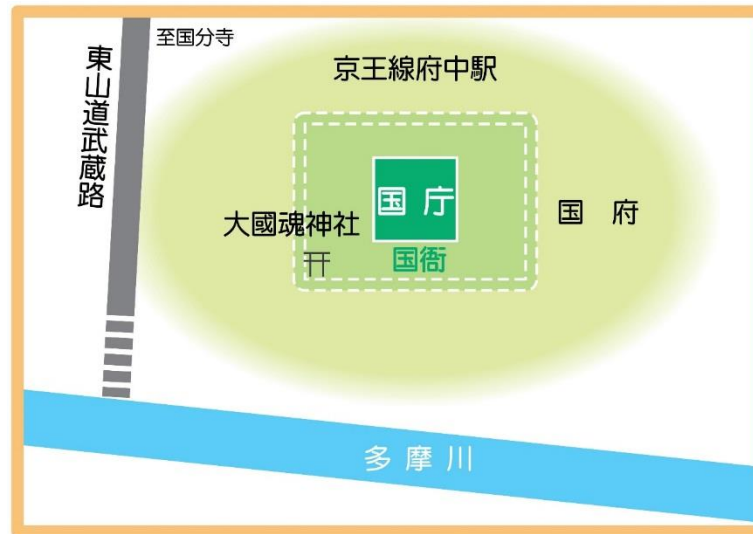 至国分寺
東山道武蔵路
京王線府中駅
国庁
大國魂神社
国衙
国府
多摩川